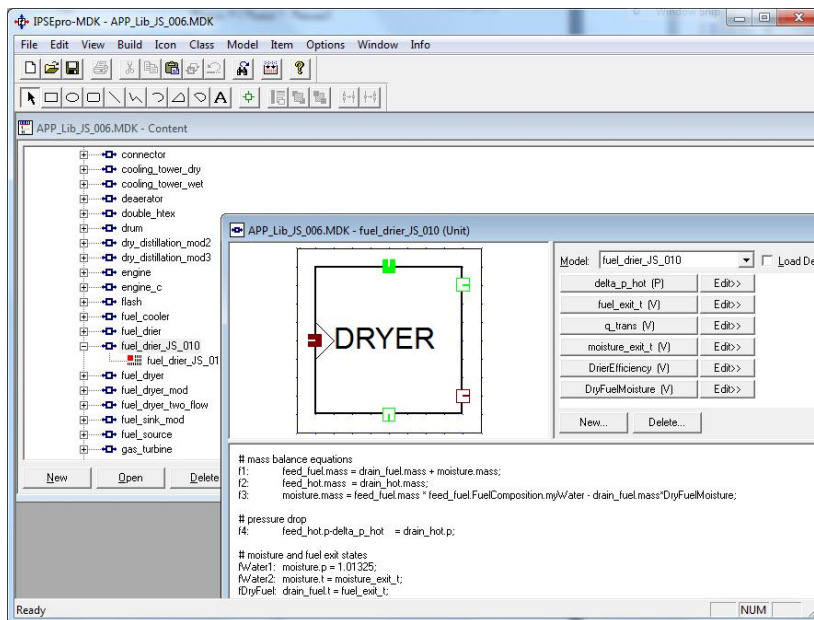 Window Snip
IPSEpro-MDK - APP_Lib_JS_006.MDK
File Edit View Build Icon Class Model Item Options Window Info
A
APP_Lib_JS_006.MDK - Content
connector
cooling_tower_dry
cooling_tower_wet
deaerator
double_htex
drum
dry_distillation_mod2
dry_distillation_mod3
engine
engine_c
flash
fuel_cooler
fuel_drier
fuel_drier_JS_010
fuel_drier_JS_01
fuel_dryer
fuel_dryer_mod
fuel_dryer_two_flow
fuel_sink_mod
fuel_source
gas_turbine
New Open Delete
APP_Lib_JS_006.MDK - fuel_drier_JS_010 (Unit)
DRYER
Model: fuel_drier_JS_010 Load De
delta_p_hot (P) Edit>>
fuel_exit_t (V) Edit>>
q_trans (V) Edit>>
moisture_exit_t (V) Edit>>
DrierEfficiency (V) Edit>>
DryFuelMoisture (V) Edit>>
New... Delete...
# mass balance equations
f1: feed_fuel.mass = drain_fuel.mass + moisture.mass;
f2: feed_hot.mass = drain_hot.mass;
f3: moisture.mass = feed_fuel.mass * feed_fuel.FuelComposition.myWater - drain_fuel.mass*DryFuelMoisture;
# pressure drop
f4: feed_hot.p-delta_p_hot = drain_hot.p;
# moisture and fuel exit states
fWater1: moisture.p = 1.01325;
fWater2: moisture.t = moisture_exit_t;
fDryFuel: drain_fuel.t = fuel_exit_t;
Ready NUM